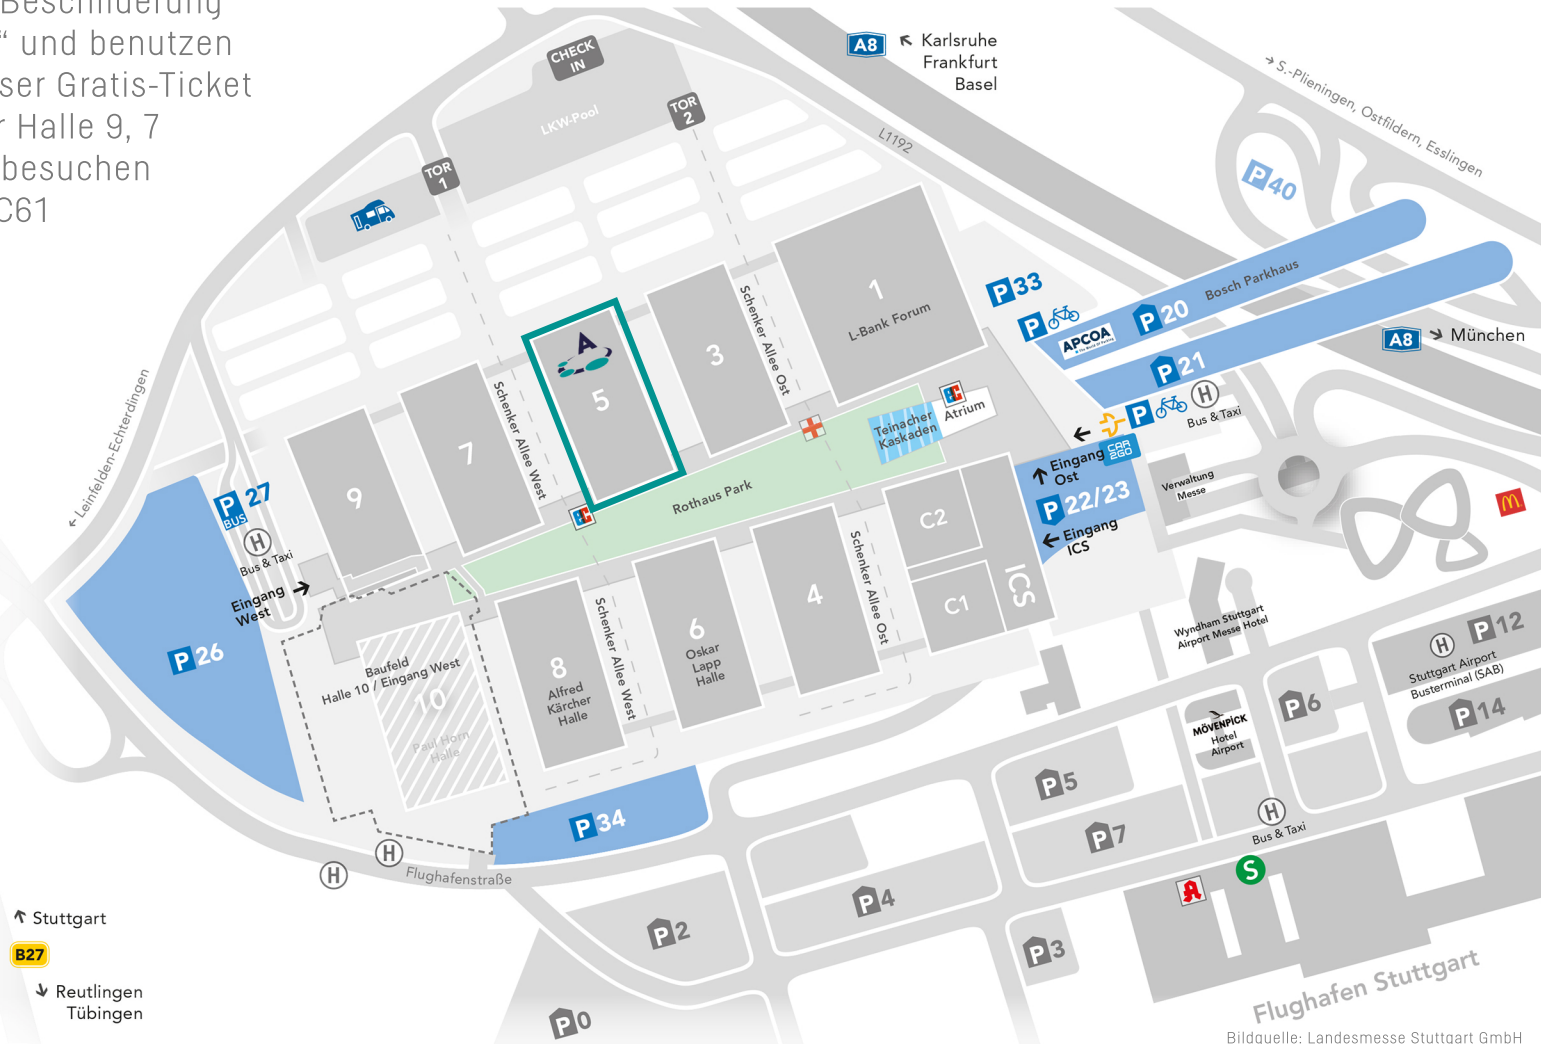 Beschilderung
“ und benutzen
ser Gratis-Ticket
r Halle 9, 7
besuchen
C61
CHECK
IN
LKW-Pool
TOR
2
TOR
1
A8
Karlsruhe
Frankfurt
Basel
L1192
S.-Plieningen, Ostfildern, Esslingen
P40
Leinfelden-Echterdingen
1
L-Bank Forum
P33
P
APCOA
P20
Bosch Parkhaus
P21
A8
München
Schenker Allee Ost
3
A
5
Schenker Allee West
7
9
P
Bus & Taxi
H
Atrium
Teinacher
Kaskaden
Rothaus Park
Eingang
Ost
CAR
2GO
P22/23
Eingang
ICS
Verwaltung
Messe
M
P27
BUS
H
Bus & Taxi
Eingang
West
P26
C2
C1
ICS
Schenker Allee Ost
4
6
Oskar
Lapp
Halle
Schenker Allee West
8
Alfred
Kärcher
Halle
Baufeld
Halle 10 / Eingang West
10
Paul Horn
Halle
Wyndham Stuttgart
Airport Messe Hotel
H
P12
Stuttgart Airport
Busterminal (SAB)
P14
P6
MÖVENPICK
Hotel
Airport
P5
P7
H
Bus & Taxi
S
P34
H
H
Flughafenstraße
P4
P2
P3
P0
Stuttgart
B27
Reutlingen
Tübingen
Flughafen Stuttgart
Bildquelle: Landesmesse Stuttgart GmbH